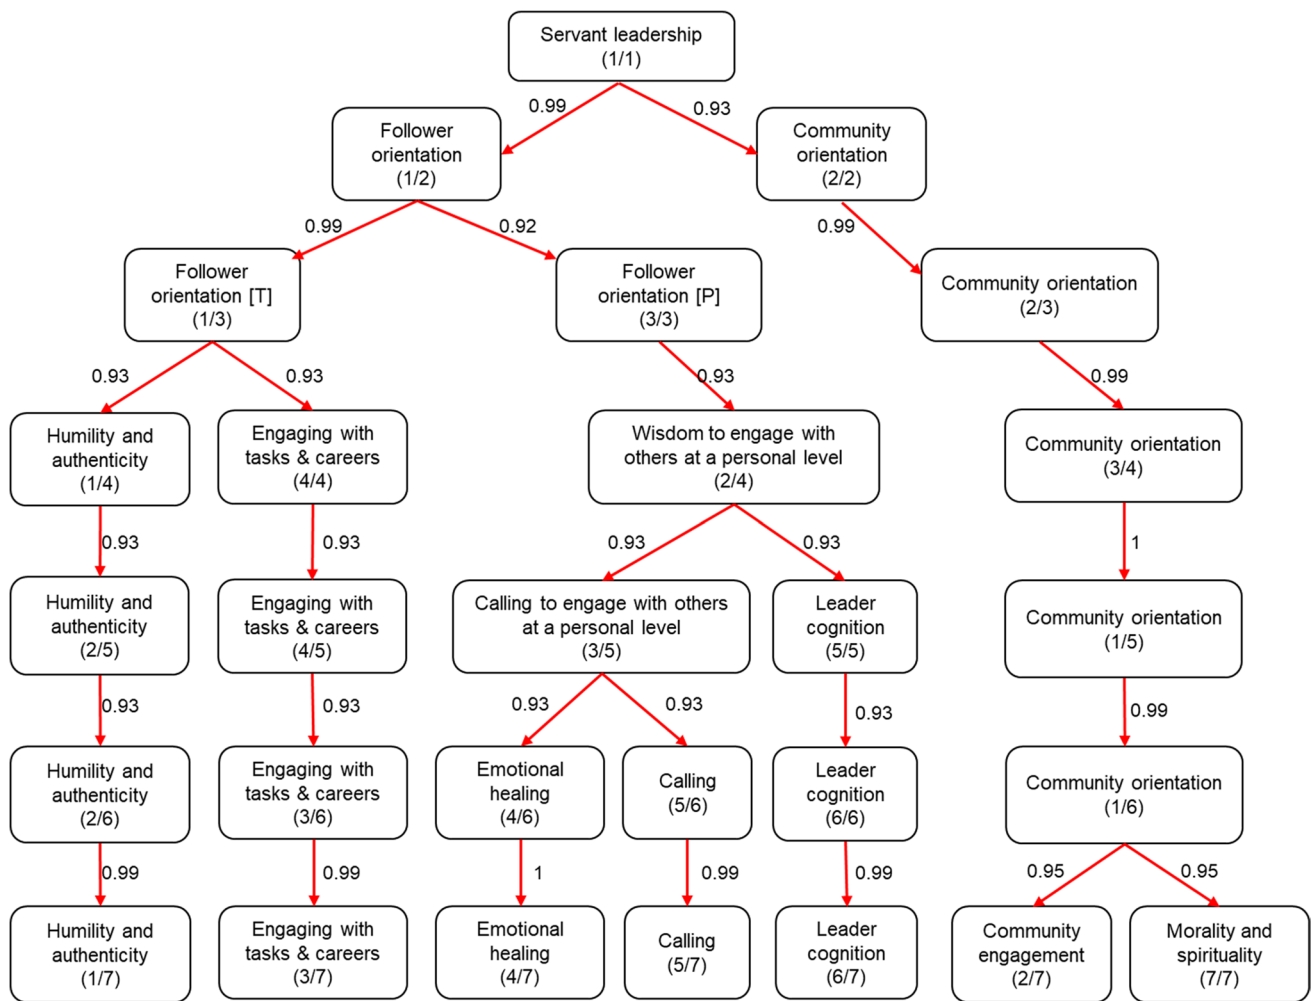 Servant leadership
(1/1)
0.99
0.93
Follower
orientation
(1/2)
Community
orientation
(2/2)
0.99
0.92
0.99
Follower
orientation [T]
(1/3)
Follower
orientation [P]
(3/3)
Community orientation
(2/3)
0.93
0.93
0.93
0.99
Humility and
authenticity
(1/4)
Engaging with
tasks & careers
(4/4)
Wisdom to engage with
others at a personal level
(2/4)
Community orientation
(3/4)
0.93
0.93
0.93
0.93
1
Humility and
authenticity
(2/5)
Engaging with
tasks & careers
(4/5)
Calling to engage with others
at a personal level
(3/5)
Leader
cognition
(5/5)
Community orientation
(1/5)
0.93
0.93
0.93
0.93
0.93
0.99
Humility and
authenticity
(2/6)
Engaging with
tasks & careers
(3/6)
Emotional
healing
(4/6)
Calling
(5/6)
Leader
cognition
(6/6)
Community orientation
(1/6)
0.99
0.99
1
0.99
0.99
0.95
0.95
Humility and
authenticity
(1/7)
Engaging with
tasks & careers
(3/7)
Emotional
healing
(4/7)
Calling
(5/7)
Leader
cognition
(6/7)
Community
engagement
(2/7)
Morality and
spirituality
(7/7)